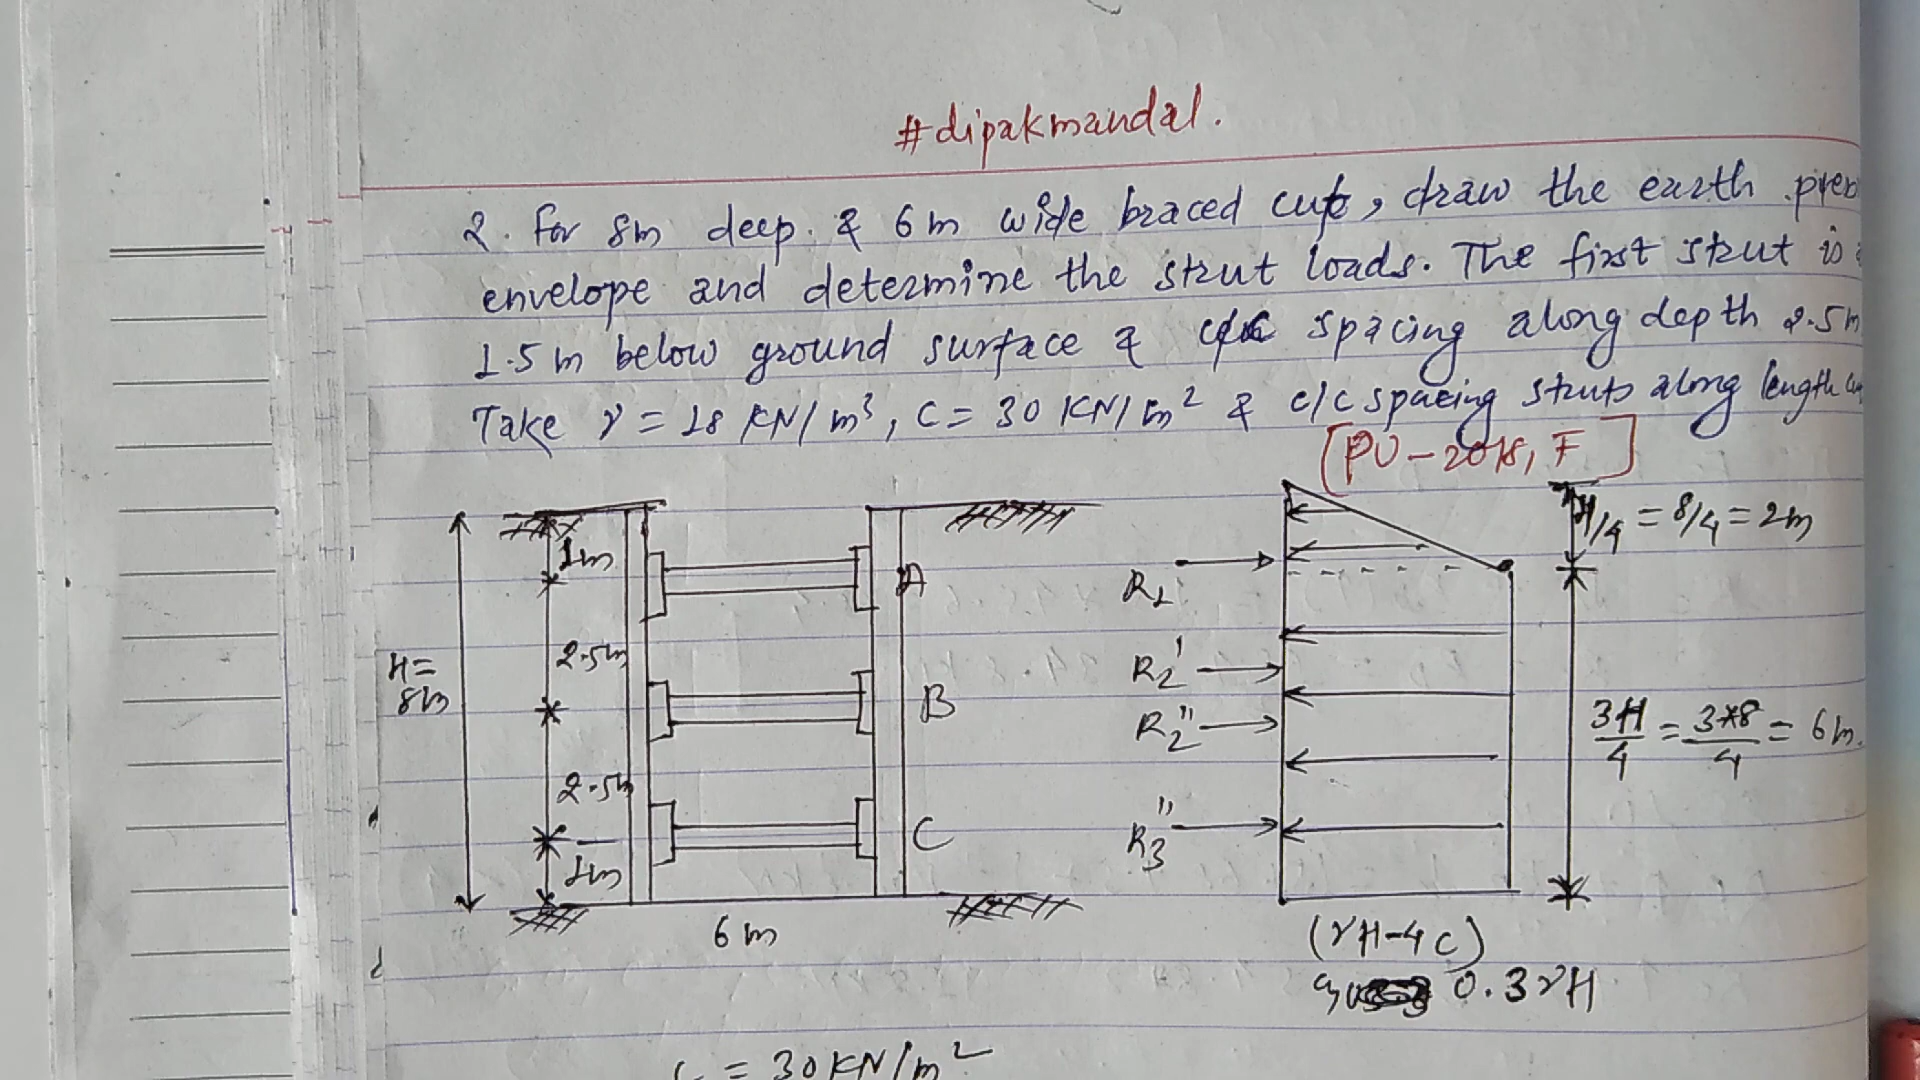 #dipakmandal.
2. For 8m deep. & 6m wide braced cut, draw the earth
envelope and determine the strut loads. The first strut is
1.5m below ground surface & c/c spacing along depth 2.5m
Take γ = 18 KN/m³, C = 30 KN/m² & c/c spacing struts along length
[PU-2018, F]
H/4 = 8/4 = 2m
1m
A
R1
H=
8m
2.5m
R2'
B
R2''
3H/4 = 3*8/4 = 6m.
2.5m
C
R3''
1m
6m
(γH-4C)
0.3γH
C = 30KN/m²